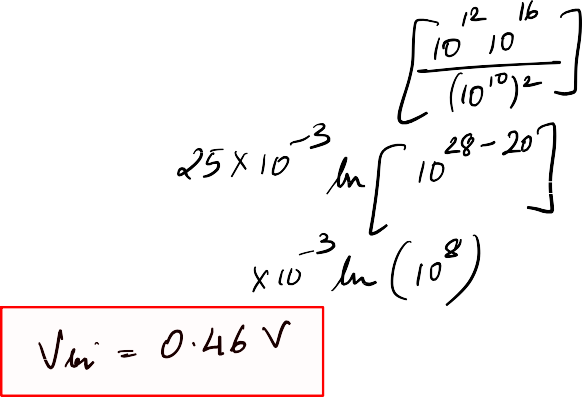 [10^12 10^16 / (10^10)^2]
25 × 10^-3 ln [10^28-20]
× 10^-3 ln (10^8)
Vbi = 0.46 V